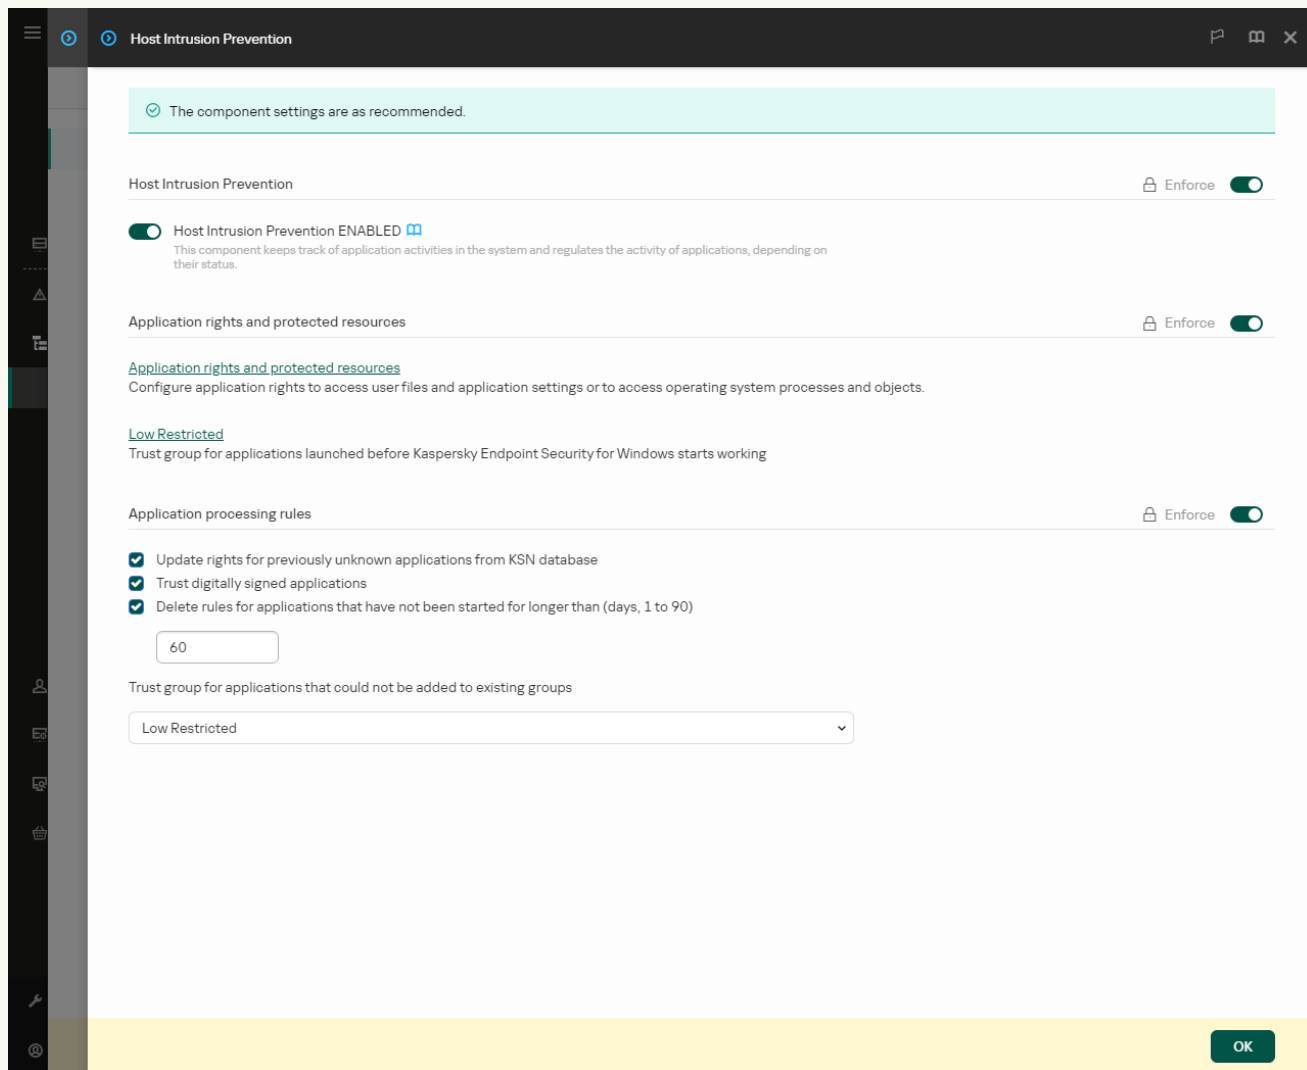 Host Intrusion Prevention
The component settings are as recommended.
Host Intrusion Prevention
Enforce
Host Intrusion Prevention ENABLED
This component keeps track of application activities in the system and regulates the activity of applications, depending on
their status.
Application rights and protected resources
Enforce
Application rights and protected resources
Configure application rights to access user files and application settings or to access operating system processes and objects.
Low Restricted
Trust group for applications launched before Kaspersky Endpoint Security for Windows starts working
Application processing rules
Enforce
Update rights for previously unknown applications from KSN database
Trust digitally signed applications
Delete rules for applications that have not been started for longer than (days, 1 to 90)
60
Trust group for applications that could not be added to existing groups
Low Restricted
OK